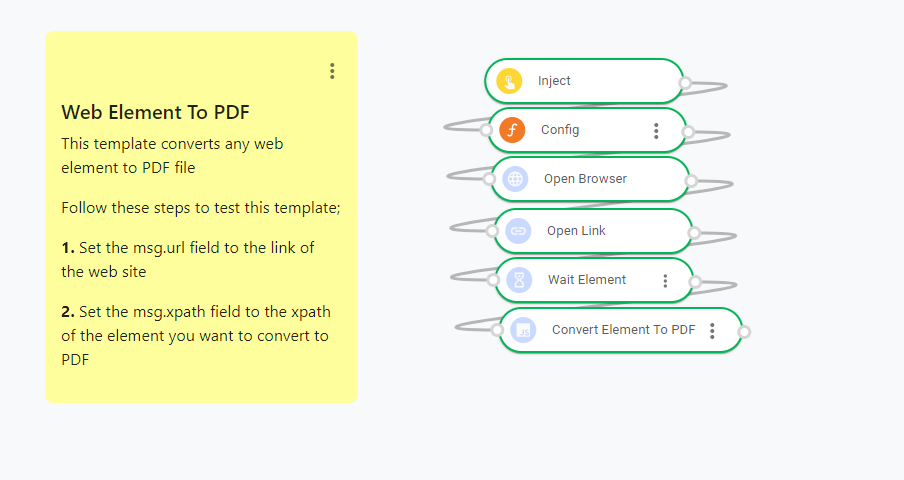 Web Element To PDF
This template converts any web
element to PDF file
Follow these steps to test this template;
1. Set the msg.url field to the link of
the web site
2. Set the msg.xpath field to the xpath
of the element you want to convert to
PDF
Inject
Config
Open Browser
Open Link
Wait Element
Convert Element To PDF
JS